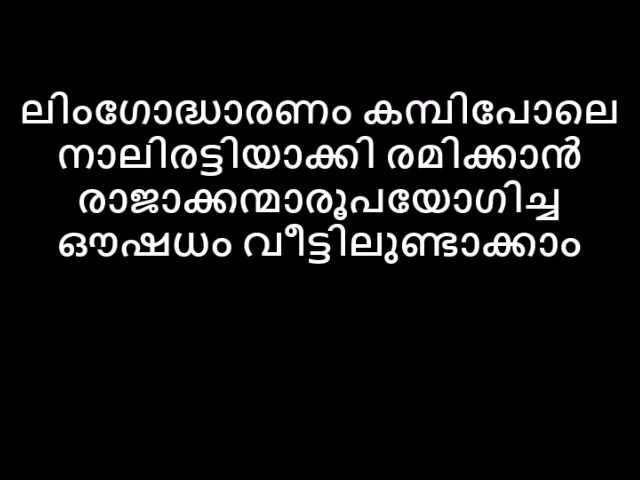 ലിംഗോദ്ധാരണം കമ്പിപോലെ
നാലിരട്ടിയാക്കി രമിക്കാൻ
രാജാക്കന്മാരൂപയോഗിച്ച
ഔഷധം വീട്ടിലുണ്ടാക്കാം